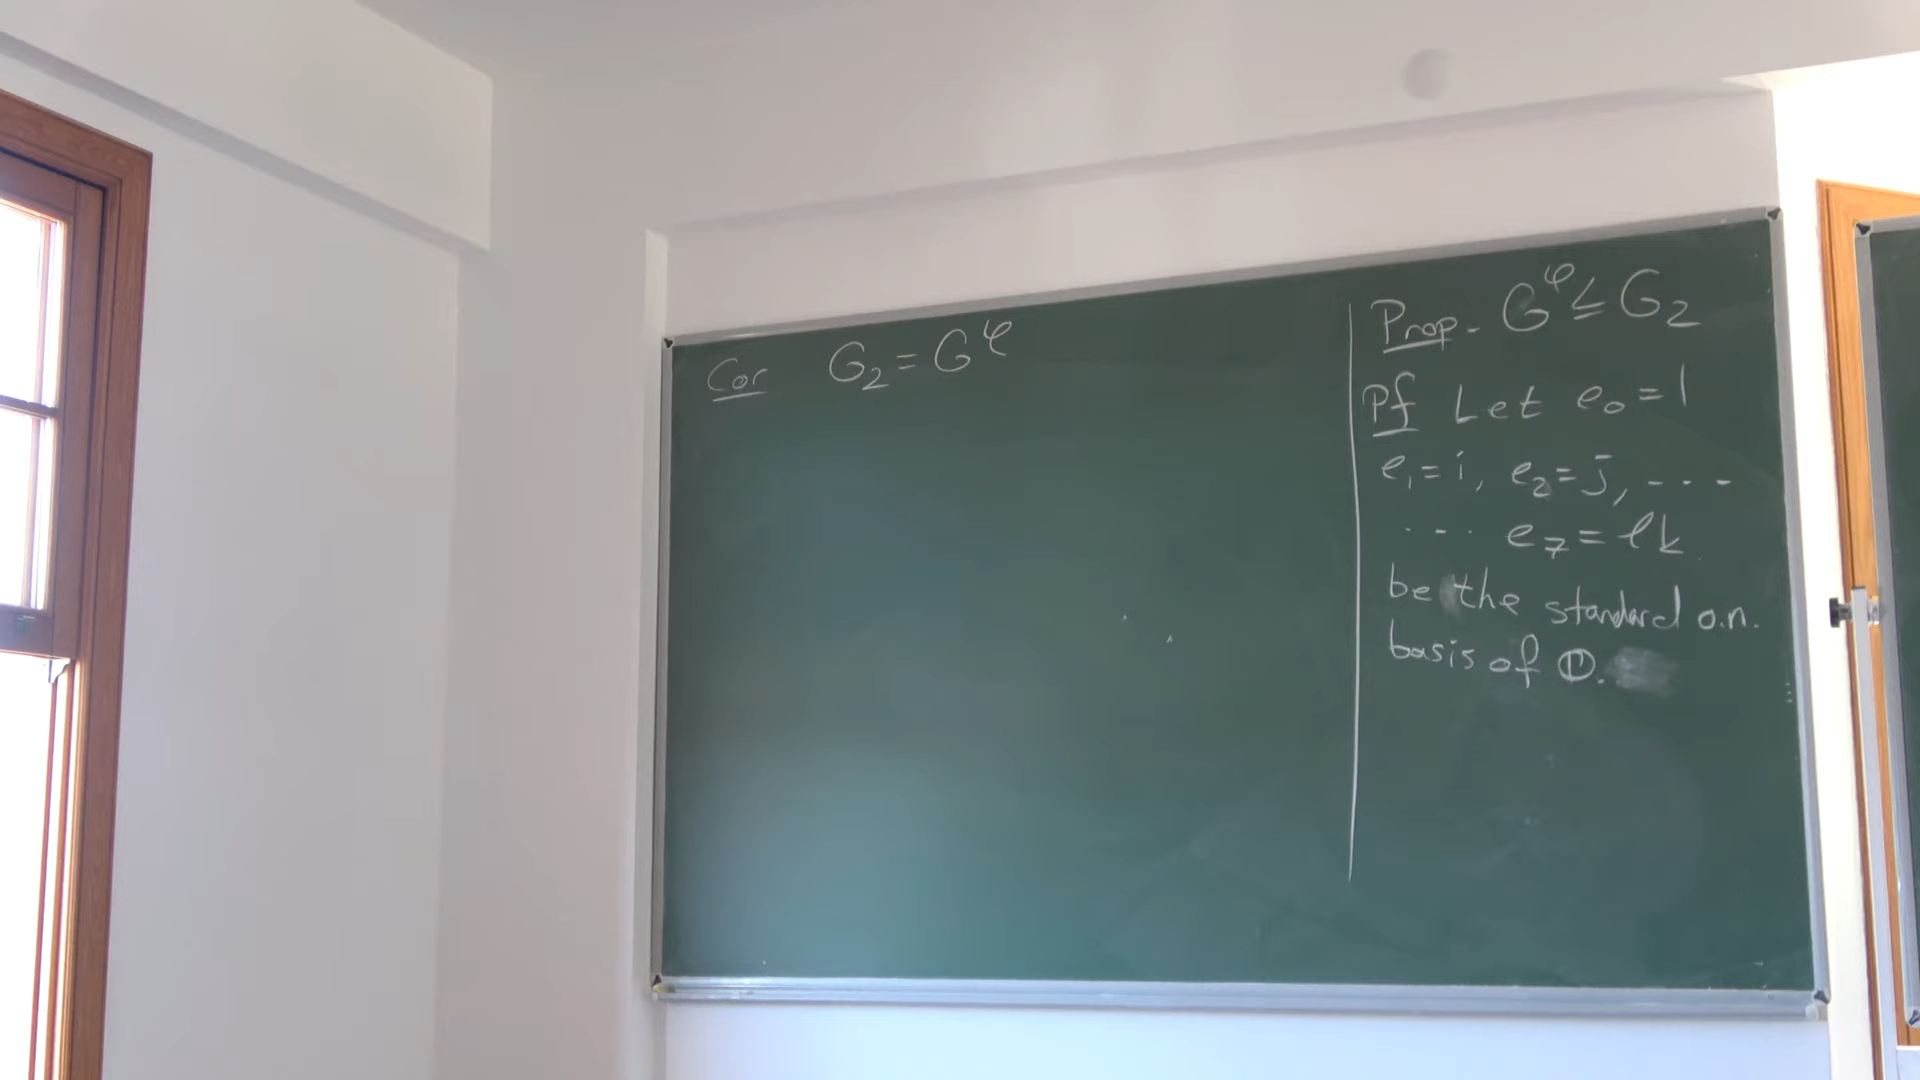 Cor G₂ = G^φ
Prop. G^φ ≤ G₂
Pf Let e₀ = 1
e₁ = i, e₂ = j, - - - -
. - - . e₇ = ℓk
be the standard o.n.
basis of 𝕆.